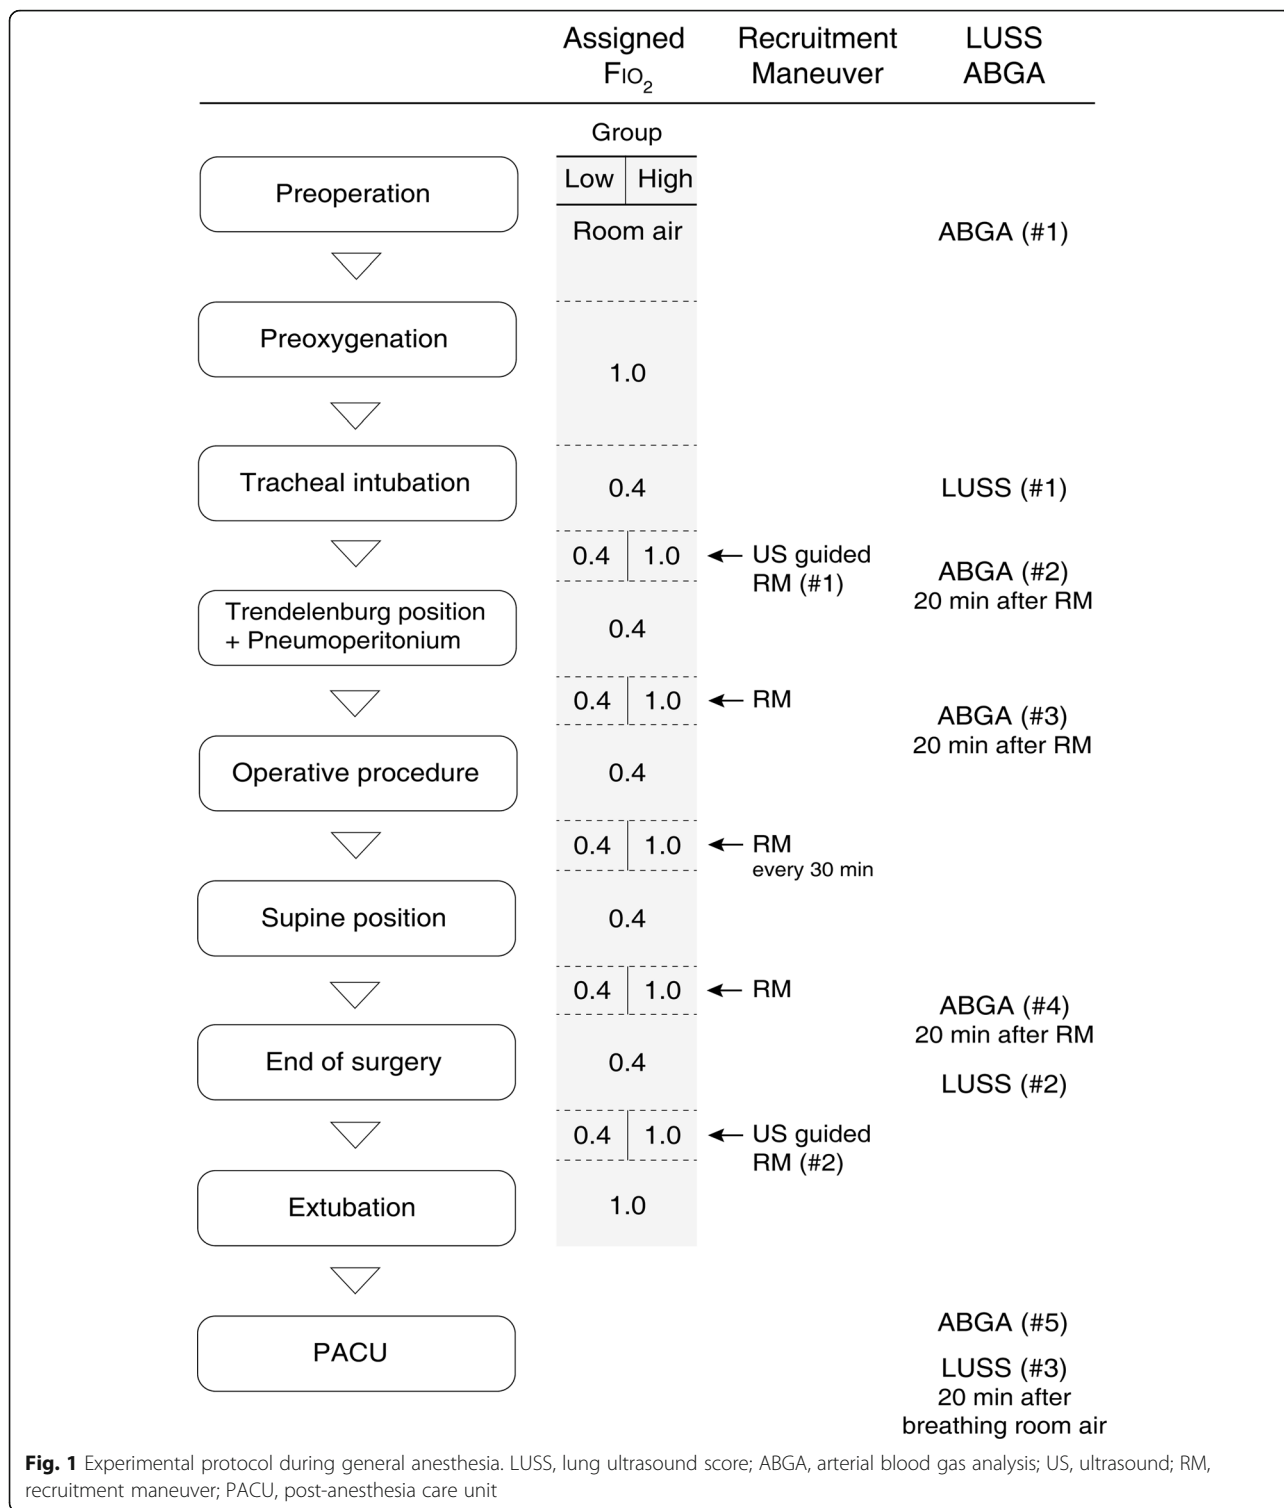 Assigned
FIO2
Recruitment
Maneuver
LUSS
ABGA
Group
Low
High
Preoperation
Room air
ABGA (#1)
Preoxygenation
1.0
Tracheal intubation
0.4
LUSS (#1)
0.4
1.0
US guided
RM (#1)
ABGA (#2)
20 min after RM
Trendelenburg position
+ Pneumoperitonium
0.4
0.4
1.0
RM
ABGA (#3)
20 min after RM
Operative procedure
0.4
0.4
1.0
RM
every 30 min
Supine position
0.4
0.4
1.0
RM
ABGA (#4)
20 min after RM
End of surgery
0.4
LUSS (#2)
0.4
1.0
US guided
RM (#2)
Extubation
1.0
PACU
ABGA (#5)
LUSS (#3)
20 min after
breathing room air
Fig. 1 Experimental protocol during general anesthesia. LUSS, lung ultrasound score; ABGA, arterial blood gas analysis; US, ultrasound; RM,
recruitment maneuver; PACU, post-anesthesia care unit